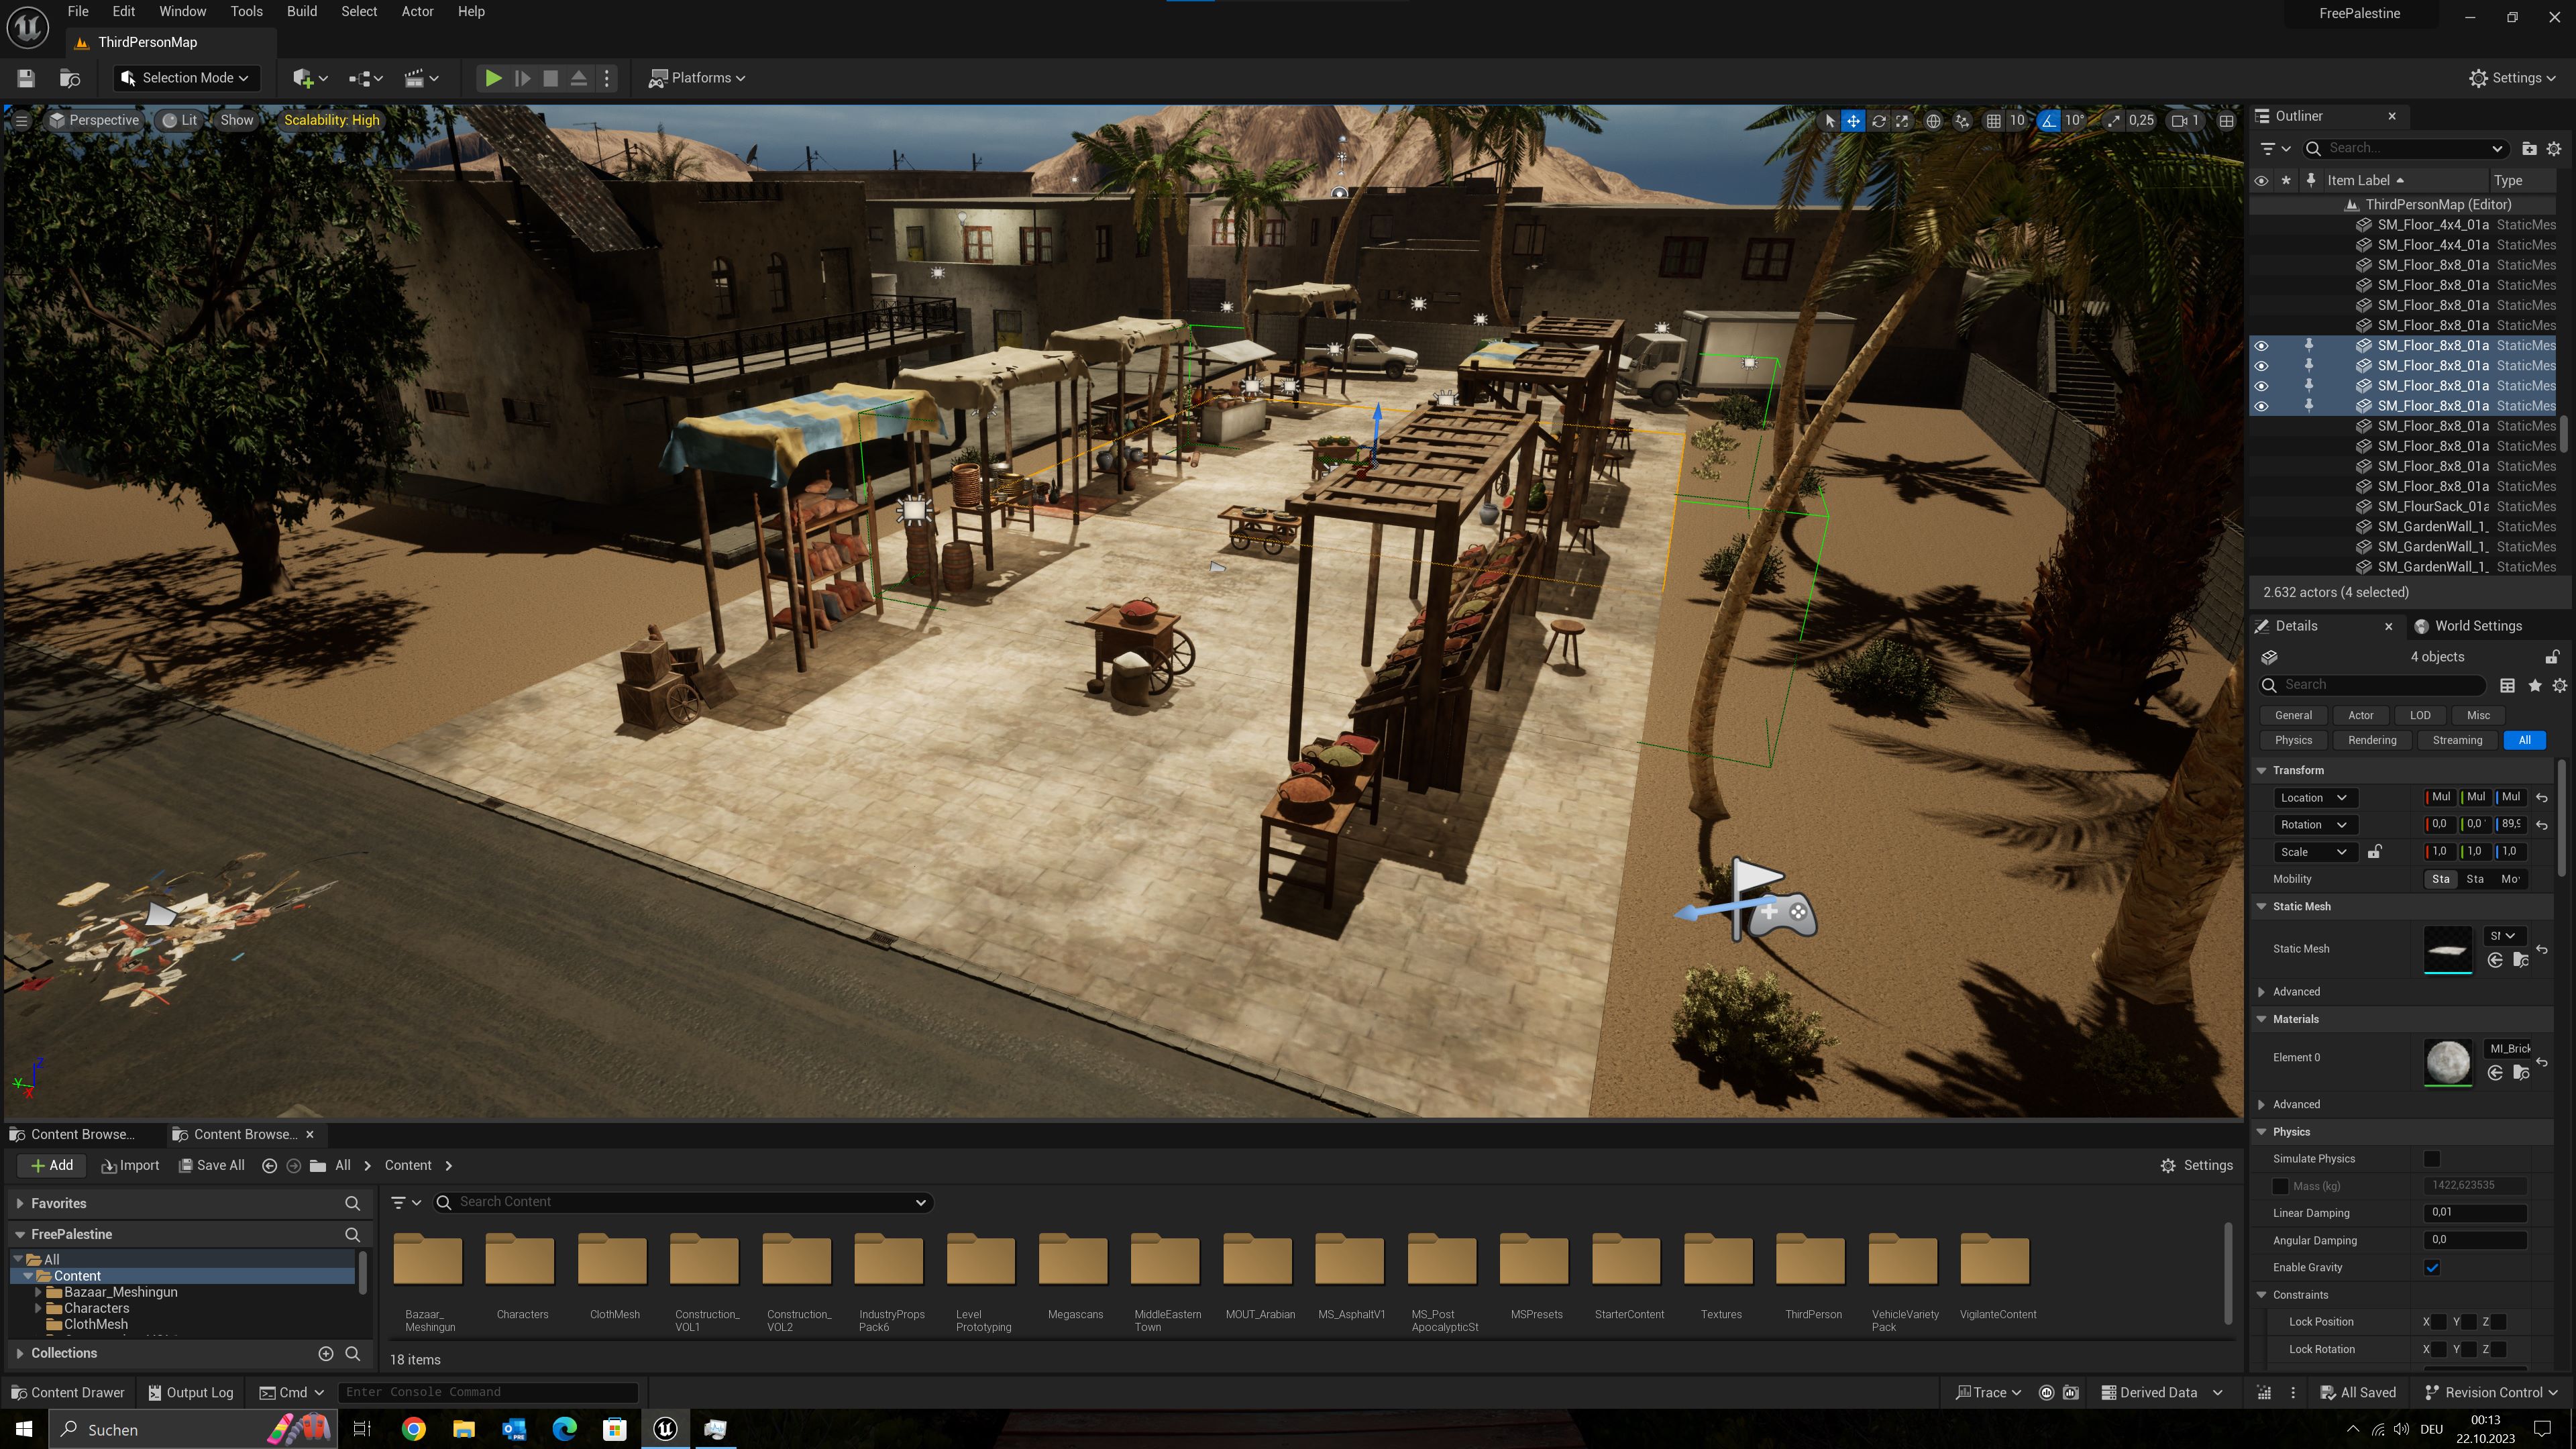 File Edit Window Tools Build Select Actor Help
FreePalestine
ThirdPersonMap
Selection Mode
Platforms
Settings
Perspective Lit Show Scalability: High
10 10° 0,25 1
Outliner
Search...
Item Label Type
ThirdPersonMap (Editor)
SM_Floor_4x4_01a StaticMes
SM_Floor_4x4_01a StaticMes
SM_Floor_8x8_01a StaticMes
SM_Floor_8x8_01a StaticMes
SM_Floor_8x8_01a StaticMes
SM_Floor_8x8_01a StaticMes
SM_Floor_8x8_01a StaticMes
SM_Floor_8x8_01a StaticMes
SM_Floor_8x8_01a StaticMes
SM_Floor_8x8_01a StaticMes
SM_Floor_8x8_01a StaticMes
SM_Floor_8x8_01a StaticMes
SM_Floor_8x8_01a StaticMes
SM_Floor_8x8_01a StaticMes
SM_FlourSack_01a StaticMes
SM_GardenWall_1_ StaticMes
SM_GardenWall_1_ StaticMes
SM_GardenWall_1_ StaticMes
2.632 actors (4 selected)
Details World Settings
4 objects
Search
General Actor LOD Misc
Physics Rendering Streaming All
Transform
Location Mul Mul Mul
Rotation 0,0 0,0 89,9
Scale 1,0 1,0 1,0
Mobility Sta Sta Mo
Static Mesh
Static Mesh
Advanced
Materials
Element 0 MI_Brick
Advanced
Physics
Simulate Physics
Mass (kg) 1422,623535
Linear Damping 0,01
Angular Damping 0,0
Enable Gravity
Constraints
Lock Position X Y Z
Lock Rotation X Y Z
Z
Y
X
Content Browse... Content Browse...
Add Import Save All All Content Settings
Favorites
Search Content
FreePalestine
All
Content
Bazaar_Meshingun
Characters
ClothMesh
Collections
Bazaar_
Meshingun
Characters
ClothMesh
Construction_
VOL1
Construction_
VOL2
IndustryProps
Pack6
Level
Prototyping
Megascans
MiddleEastern
Town
MOUT_Arabian
MS_AsphaltV1
MS_Post
ApocalypticSt
MSPresets
StarterContent
Textures
ThirdPerson
VehicleVariety
Pack
VigilanteContent
18 items
Content Drawer Output Log Cmd Enter Console Command
Trace Derived Data All Saved Revision Control
Suchen
DEU
00:13
22.10.2023